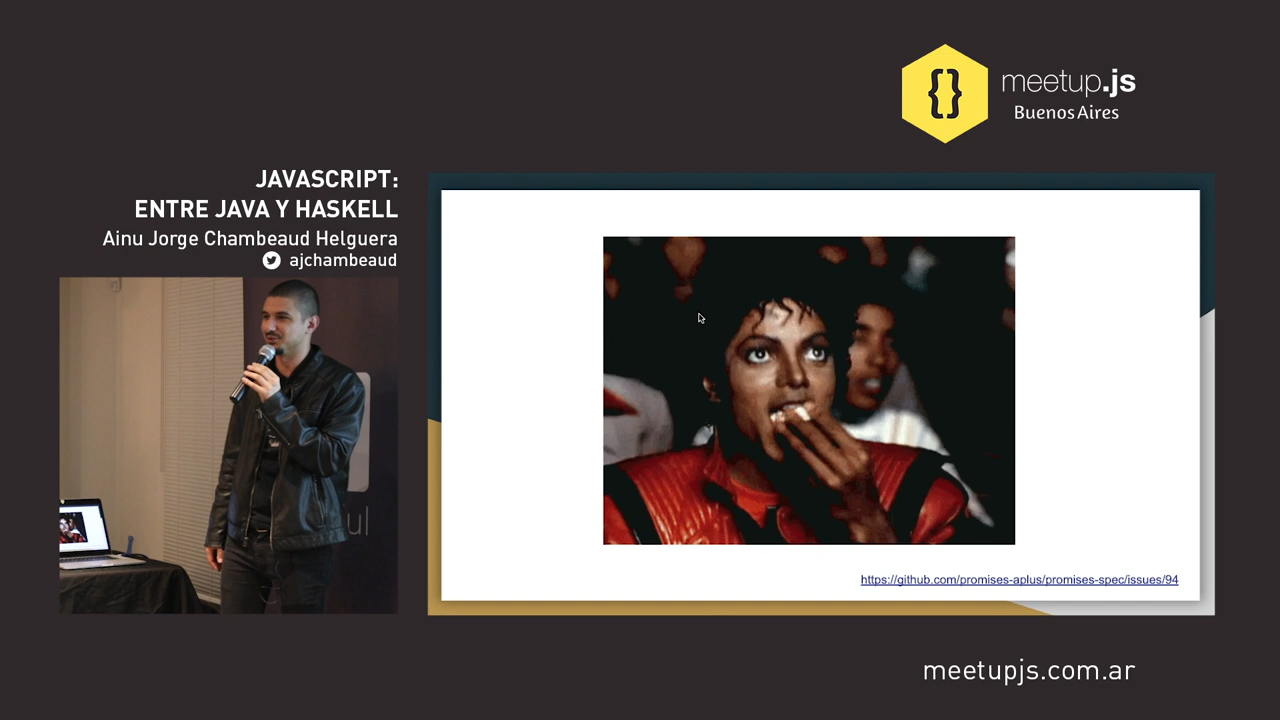 {}
meetup.js
Buenos Aires
JAVASCRIPT:
ENTRE JAVA Y HASKELL
Ainu Jorge Chambeaud Helguera
ajchambeaud
ul
https://github.com/promises-aplus/promises-spec/issues/94
meetupjs.com.ar